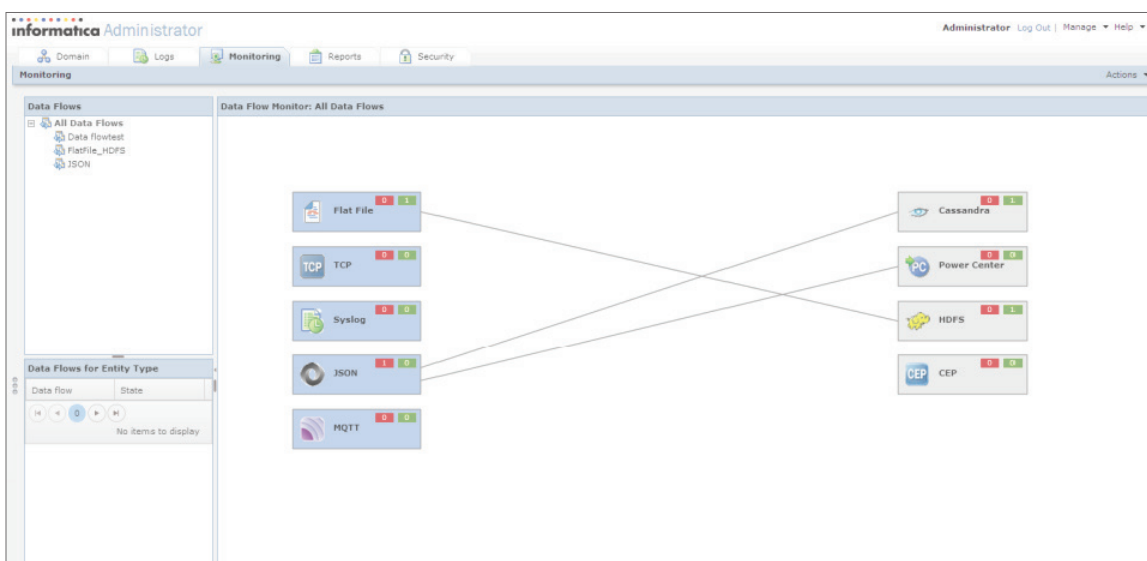 informatica Administrator
Administrator Log Out | Manage Help
Domain Logs Monitoring Reports Security
Monitoring
Actions
Data Flows
All Data Flows
Data flowtest
FlatFile_HDFS
JSON
Data Flows for Entity Type
Data flow State
0
No items to display
Data Flow Monitor: All Data Flows
0 1
Flat File
0 0
TCP TCP
0 0
Syslog
1 0
JSON
0 0
MQTT
0 1
Cassandra
0 0
PC Power Center
0 1
HDFS
0 0
CEP CEP